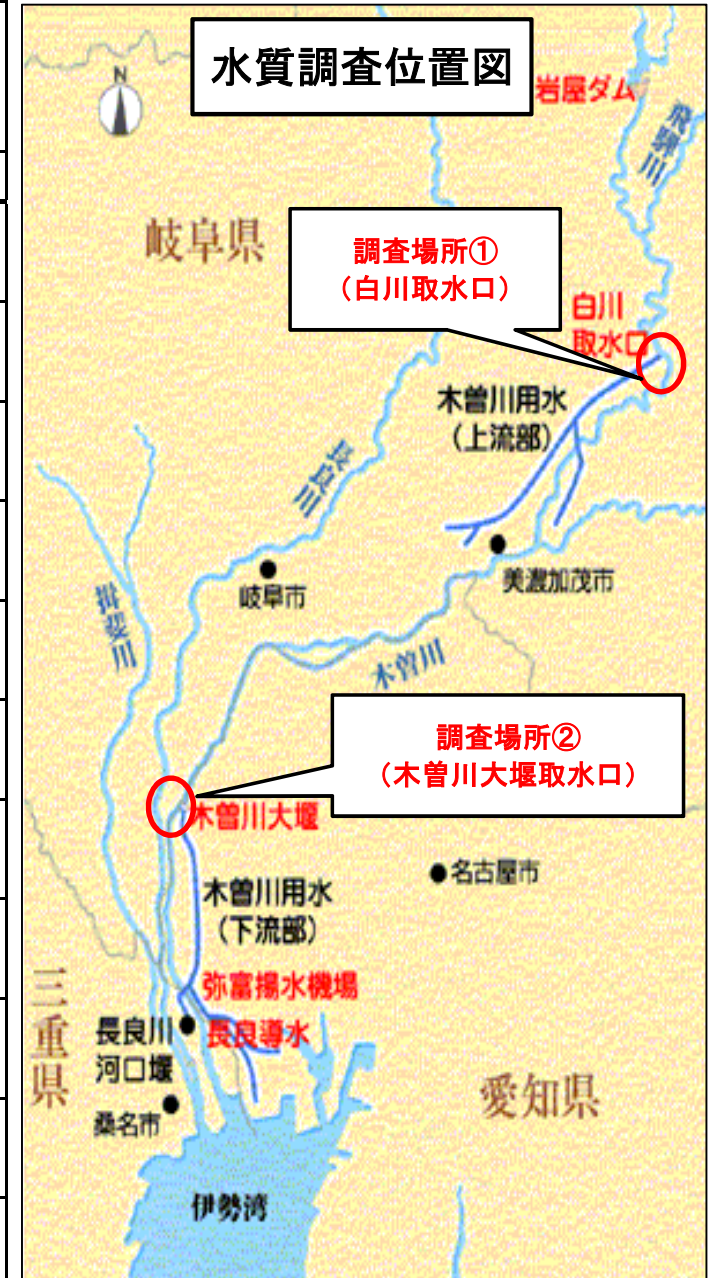 水質調査位置図
N
岩屋ダム
飛騨川
岐阜県
調査場所①
(白川取水口)
白川
取水口
木曽川用水
(上流部)
長良川
美濃加茂市
岐阜市
揖斐川
木曽川
調査場所②
(木曽川大堰取水口)
木曽川大堰
名古屋市
木曽川用水
(下流部)
弥富揚水機場
三重県
長良川
河口堰
長良導水
桑名市
愛知県
伊勢湾